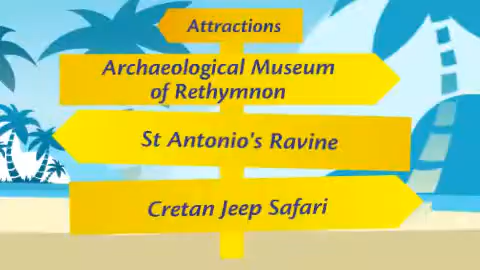 Attractions
Archaeological Museum
of Rethymnon
St Antonio's Ravine
Cretan Jeep Safari